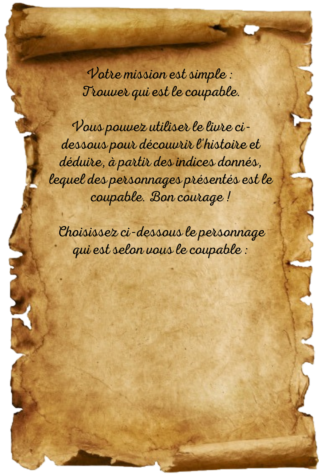 Votre mission est simple :
Trouver qui est le coupable.
Vous pouvez utiliser le livre ci-
dessous pour découvrir l'histoire et
déduire, à partir des indices donnés,
lequel des personnages présentés est le
coupable. Bon courage !
Choisissez ci-dessous le personnage
qui est selon vous le coupable :